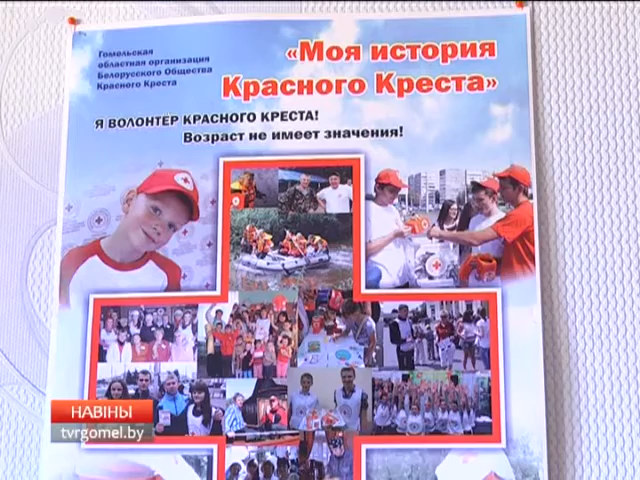 Гомельская
областная организация
Белорусского Общества
Красного Креста
«Моя история
Красного Креста»
Я ВОЛОНТЕР КРАСНОГО КРЕСТА!
Возраст не имеет значения!
НАВІНЫ
tvrgomel.by